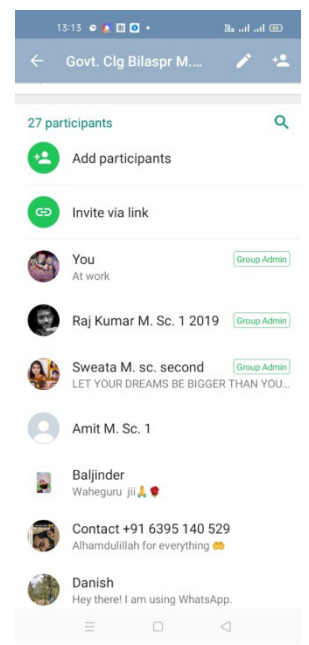 13:13
Govt. Clg Bilaspr M....
27 participants
Add participants
Invite via link
You
Group Admin
At work
Raj Kumar M. Sc. 1 2019
Group Admin
Sweata M. sc. second
Group Admin
LET YOUR DREAMS BE BIGGER THAN YOU...
Amit M. Sc. 1
Baljinder
Waheguru jii🙏🌹
Contact +91 6395 140 529
Alhamdulillah for everything 🤲
Danish
Hey there! I am using WhatsApp.